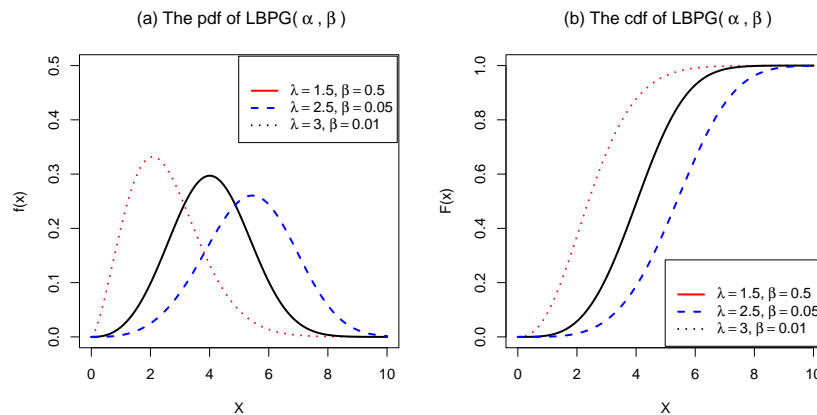 (a) The pdf of LBPG( α , β )
f(x)
0.5
0.4
0.3
0.2
0.1
0.0
λ = 1.5, β = 0.5
λ = 2.5, β = 0.05
λ = 3, β = 0.01
0 2 4 6 8 10
X
(b) The cdf of LBPG( α , β )
F(x)
1.0
0.8
0.6
0.4
0.2
0.0
λ = 1.5, β = 0.5
λ = 2.5, β = 0.05
λ = 3, β = 0.01
0 2 4 6 8 10
X